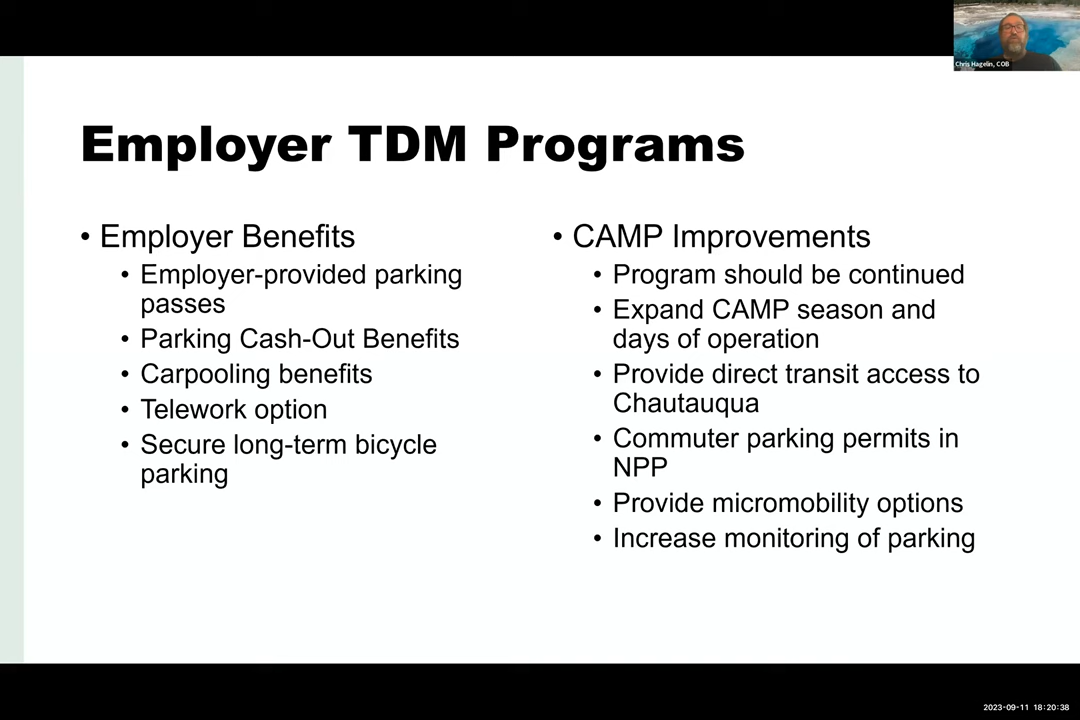 Chris Hagelin, COB
Employer TDM Programs
• Employer Benefits
• Employer-provided parking
passes
• Parking Cash-Out Benefits
• Carpooling benefits
• Telework option
• Secure long-term bicycle
parking
• CAMP Improvements
• Program should be continued
• Expand CAMP season and
days of operation
• Provide direct transit access to
Chautauqua
• Commuter parking permits in
NPP
• Provide micromobility options
• Increase monitoring of parking
2023-09-11 18:20:38